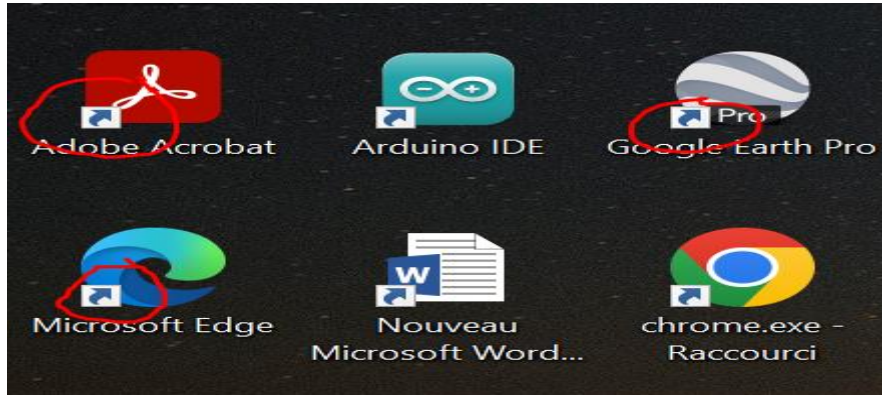 Pro
Adobe Acrobat
Arduino IDE
Google Earth Pro
W
Microsoft Edge
Nouveau
Microsoft Word...
chrome.exe -
Raccourci